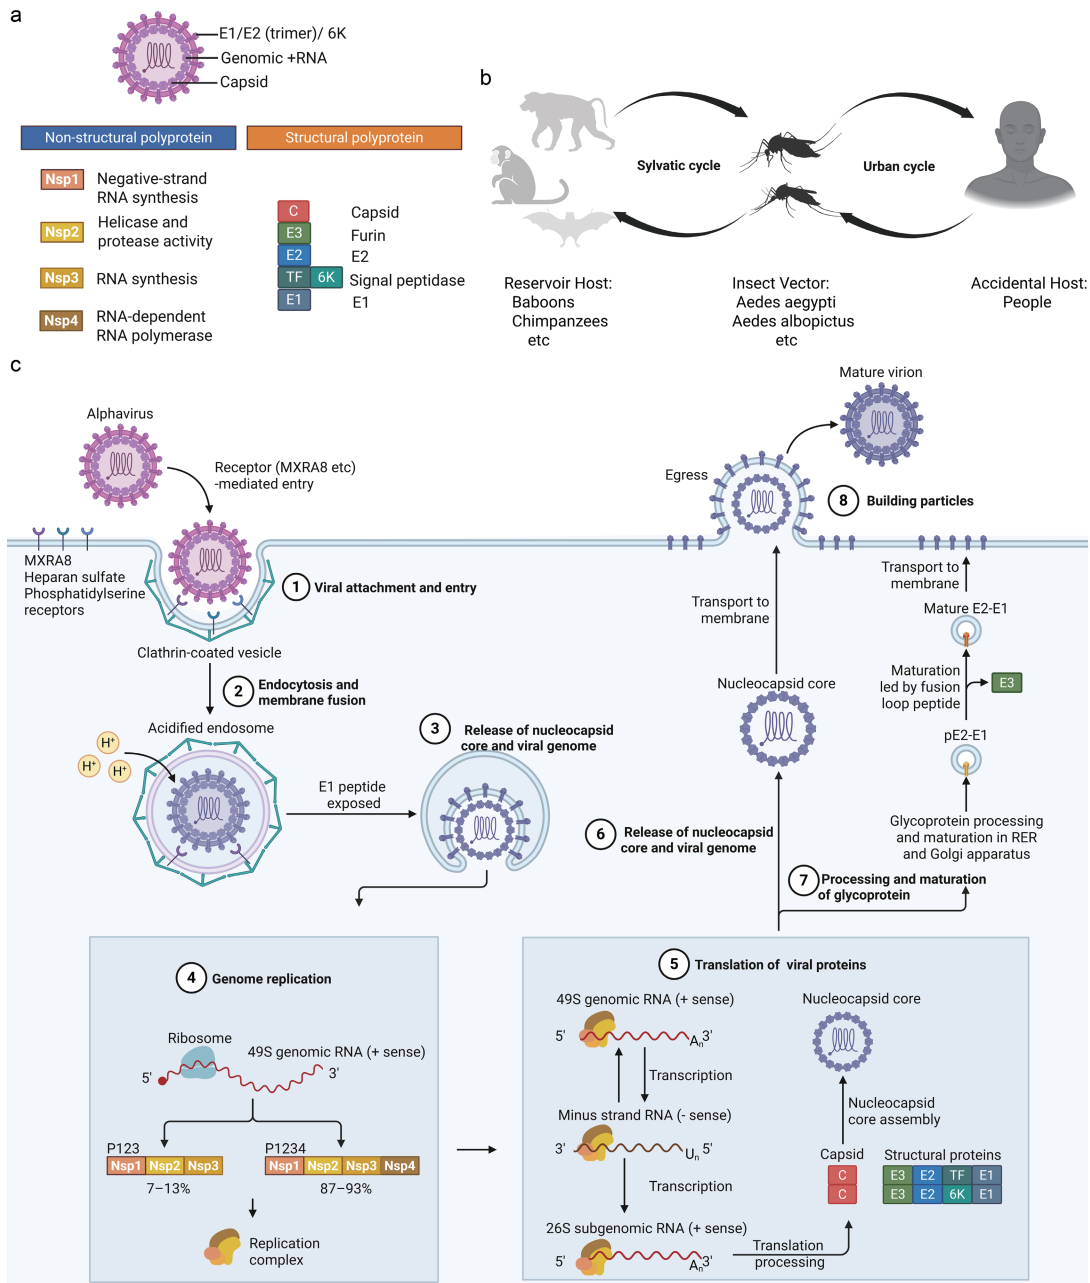 a
E1/E2 (trimer)/ 6K
Genomic +RNA
Capsid
Non-structural polyprotein
Structural polyprotein
Nsp1
Negative-strand
RNA synthesis
Nsp2
Helicase and
protease activity
Nsp3
RNA synthesis
Nsp4
RNA-dependent
RNA polymerase
C
Capsid
E3
Furin
E2
E2
TF
6K
Signal peptidase
E1
E1
b
Sylvatic cycle
Urban cycle
Reservoir Host:
Baboons
Chimpanzees
etc
Insect Vector:
Aedes aegypti
Aedes albopictus
etc
Accidental Host:
People
c
Alphavirus
Receptor (MXRA8 etc)
-mediated entry
MXRA8
Heparan sulfate
Phosphatidylserine
receptors
1 Viral attachment and entry
Clathrin-coated vesicle
2 Endocytosis and
membrane fusion
Acidified endosome
H+
H+
H+
E1 peptide
exposed
3 Release of nucleocapsid
core and viral genome
4 Genome replication
Ribosome
49S genomic RNA (+ sense)
5'
3'
P123
Nsp1 Nsp2 Nsp3
7–13%
P1234
Nsp1 Nsp2 Nsp3 Nsp4
87–93%
Replication
complex
5 Translation of viral proteins
49S genomic RNA (+ sense)
5'
An3'
Transcription
Minus strand RNA (- sense)
3'
Un 5'
Transcription
26S subgenomic RNA (+ sense)
5'
An3'
Translation
processing
Nucleocapsid core
Nucleocapsid
core assembly
Capsid
C
C
Structural proteins
E3 E2 TF E1
E3 E2 6K E1
6 Release of nucleocapsid
core and viral genome
7 Processing and maturation
of glycoprotein
Nucleocapsid core
Transport to
membrane
Glycoprotein processing
and maturation in RER
and Golgi apparatus
pE2-E1
Maturation
led by fusion
loop peptide
E3
Mature E2-E1
Transport to
membrane
8 Building particles
Egress
Mature virion